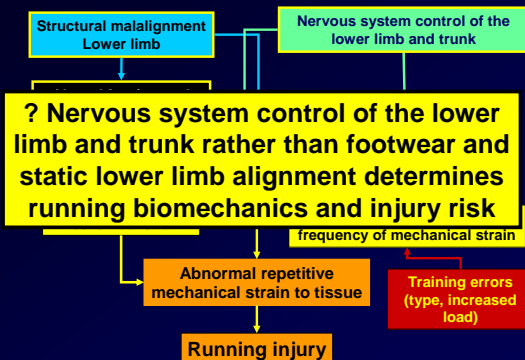 Structural malalignment
Lower limb
Nervous system control of the
lower limb and trunk
? Nervous system control of the lower
limb and trunk rather than footwear and
static lower limb alignment determines
running biomechanics and injury risk
frequency of mechanical strain
Abnormal repetitive
mechanical strain to tissue
Training errors
(type, increased
load)
Running injury